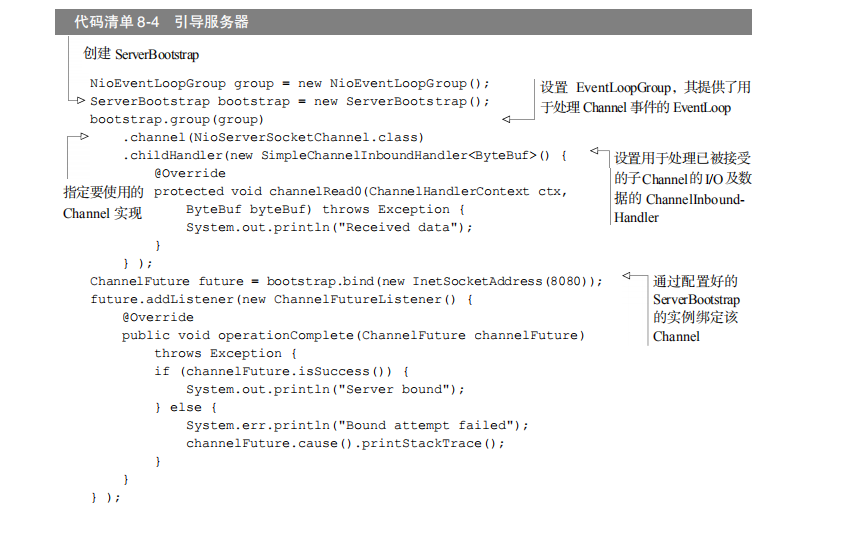 代码清单 8-4 引导服务器
创建 ServerBootstrap
NioEventLoopGroup group = new NioEventLoopGroup();
ServerBootstrap bootstrap = new ServerBootstrap();
bootstrap.group(group)
设置 EventLoopGroup，其提供了用
于处理 Channel 事件的 EventLoop
.channel(NioServerSocketChannel.class)
.childHandler(new SimpleChannelInboundHandler<ByteBuf>() {
设置用于处理已被接受
的子Channel的 I/O 及数
据的 ChannelInbound-
Handler
@Override
指定要使用的
Channel 实现
protected void channelRead0(ChannelHandlerContext ctx,
ByteBuf byteBuf) throws Exception {
System.out.println("Received data");
}
} );
ChannelFuture future = bootstrap.bind(new InetSocketAddress(8080));
通过配置好的
ServerBootstrap
的实例绑定该
Channel
future.addListener(new ChannelFutureListener() {
@Override
public void operationComplete(ChannelFuture channelFuture)
throws Exception {
if (channelFuture.isSuccess()) {
System.out.println("Server bound");
} else {
System.err.println("Bound attempt failed");
channelFuture.cause().printStackTrace();
}
}
} );